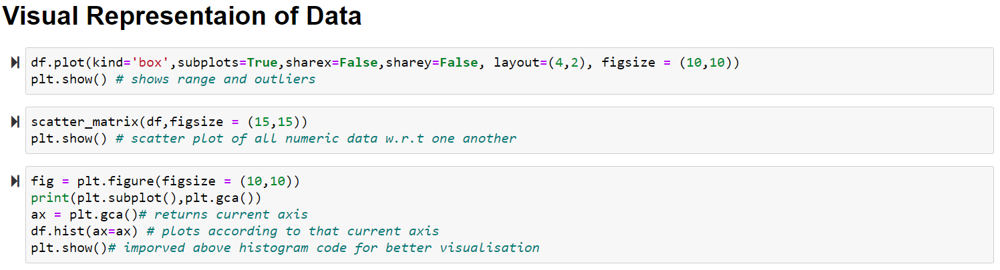 Visual Representaion of Data
df.plot(kind='box',subplots=True,sharex=False,sharey=False, layout=(4,2), figsize = (10,10))
plt.show() # shows range and outliers
scatter_matrix(df,figsize = (15,15))
plt.show() # scatter plot of all numeric data w.r.t one another
fig = plt.figure(figsize = (10,10))
print(plt.subplot(),plt.gca())
ax = plt.gca()# returns current axis
df.hist(ax=ax) # plots according to that current axis
plt.show()# imporved above histogram code for better visualisation